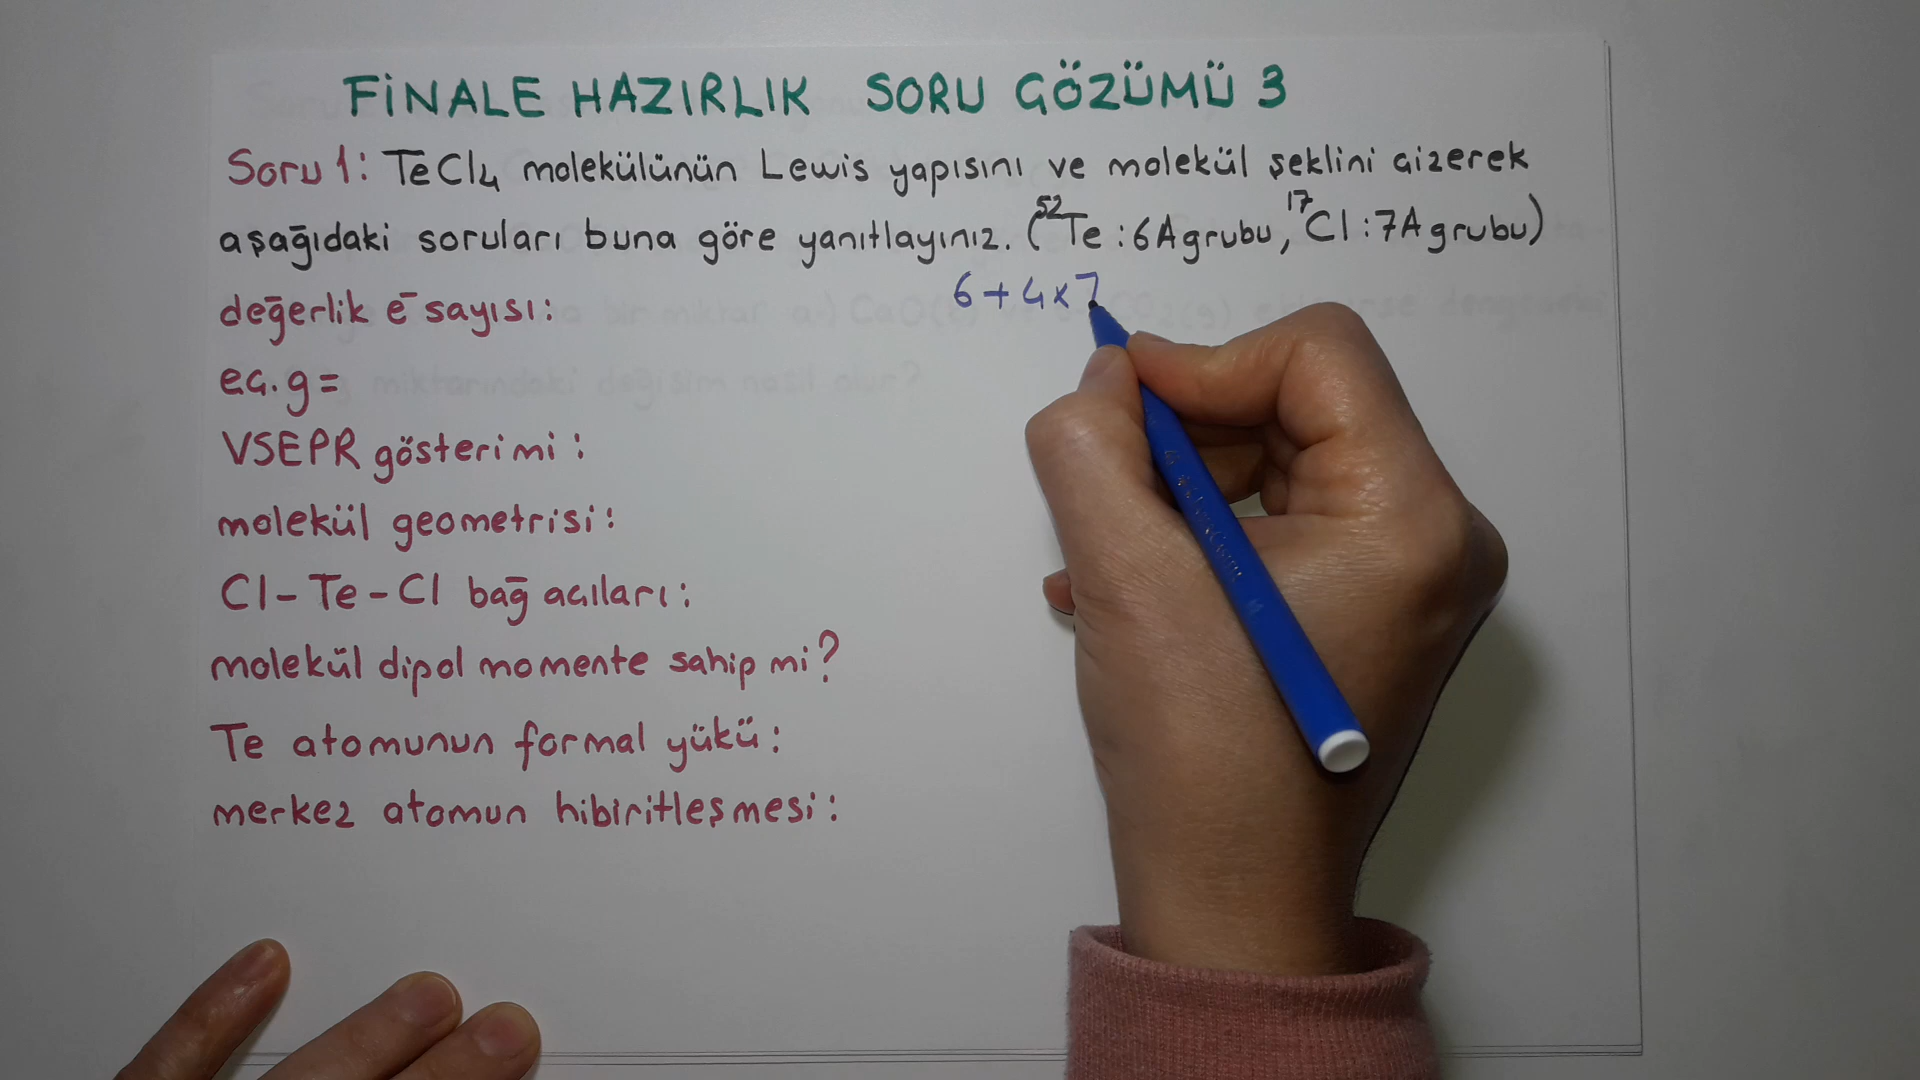 FİNALE HAZIRLIK SORU ÇÖZÜMÜ 3
Soru 1: TeCl4 molekülünün Lewis yapısını ve molekül şeklini çizerek
aşağıdaki soruları buna göre yanıtlayınız. (52Te : 6A grubu, 17Cl : 7A grubu)
6 + 4 x 7
değerlik e- sayısı:
eç.g =
VSEPR gösterimi :
molekül geometrisi :
Cl - Te - Cl bağ açıları :
molekül dipol momente sahip mi?
Te atomunun formal yükü :
merkez atomun hibiritleşmesi :